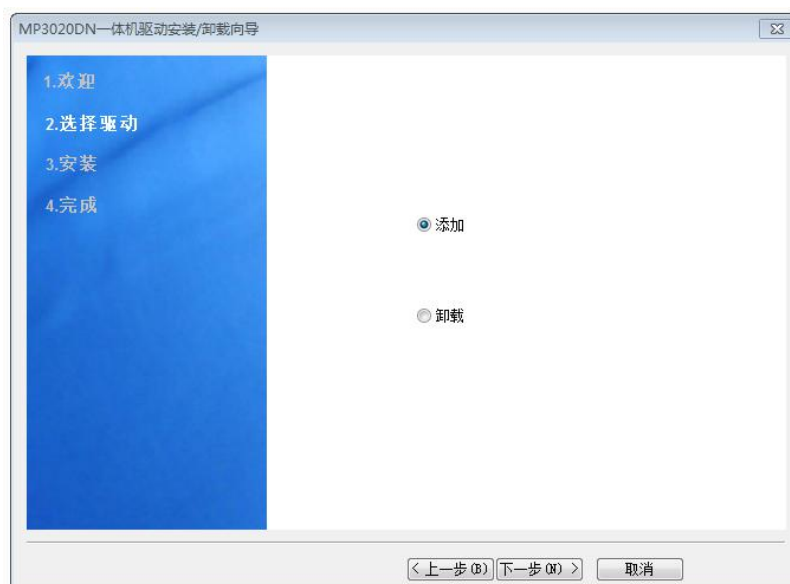 MP3020DN一体机驱动安装/卸载向导
1.欢迎
2.选择驱动
3.安装
4.完成
添加
卸载
< 上一步(B) 下一步(N) > 取消